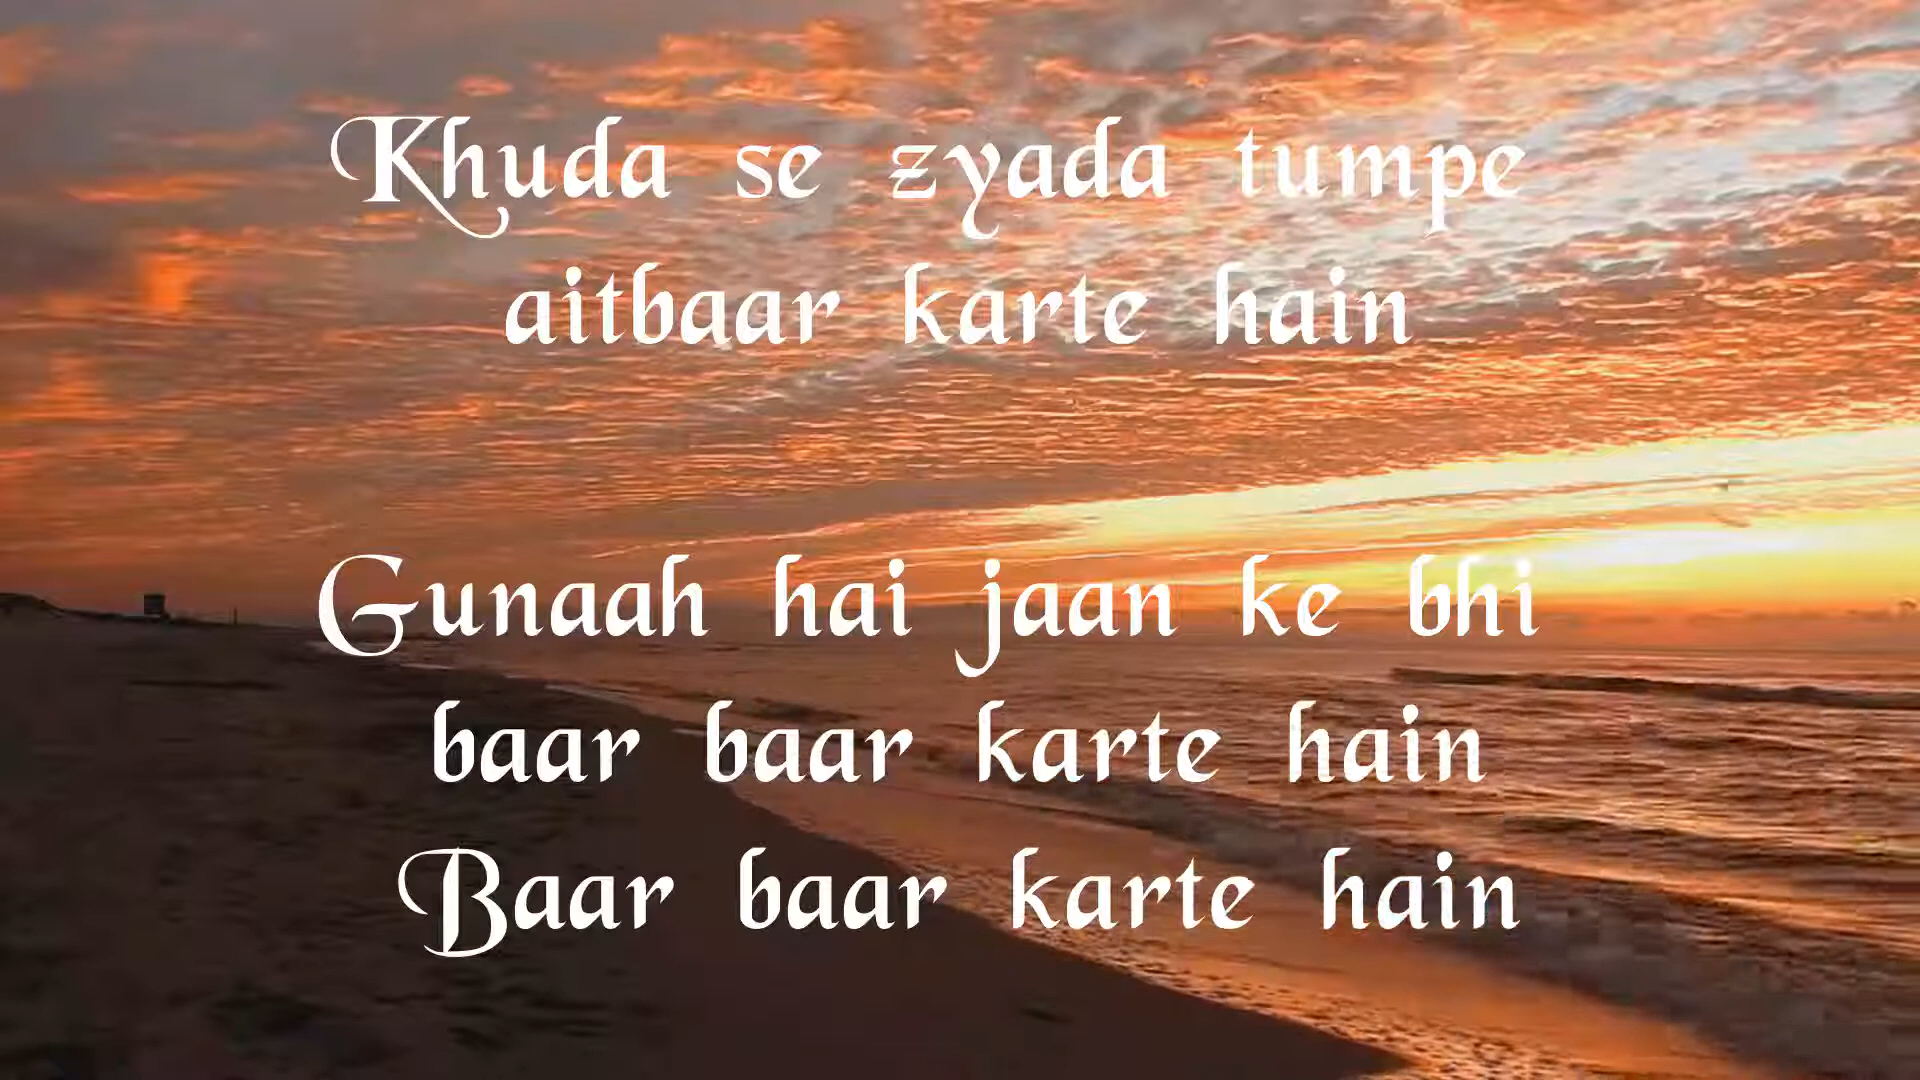 Khuda se zyada tumpe
aitbaar karte hain
Gunaah hai jaan ke bhi
baar baar karte hain
Baar baar karte hain